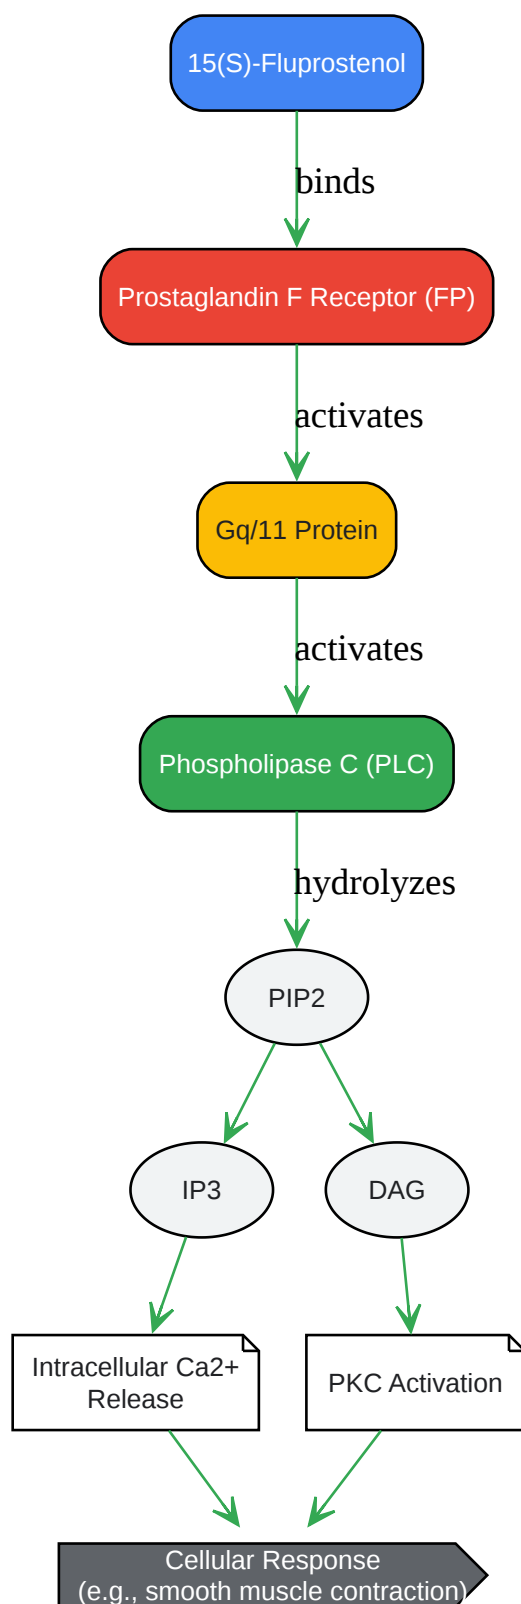 15(S)-Fluprostenol
binds
Prostaglandin F Receptor (FP)
activates
Gq/11 Protein
activates
Phospholipase C (PLC)
hydrolyzes
PIP2
IP3
DAG
Intracellular Ca2+
Release
PKC Activation
Cellular Response
(e.g., smooth muscle contraction)